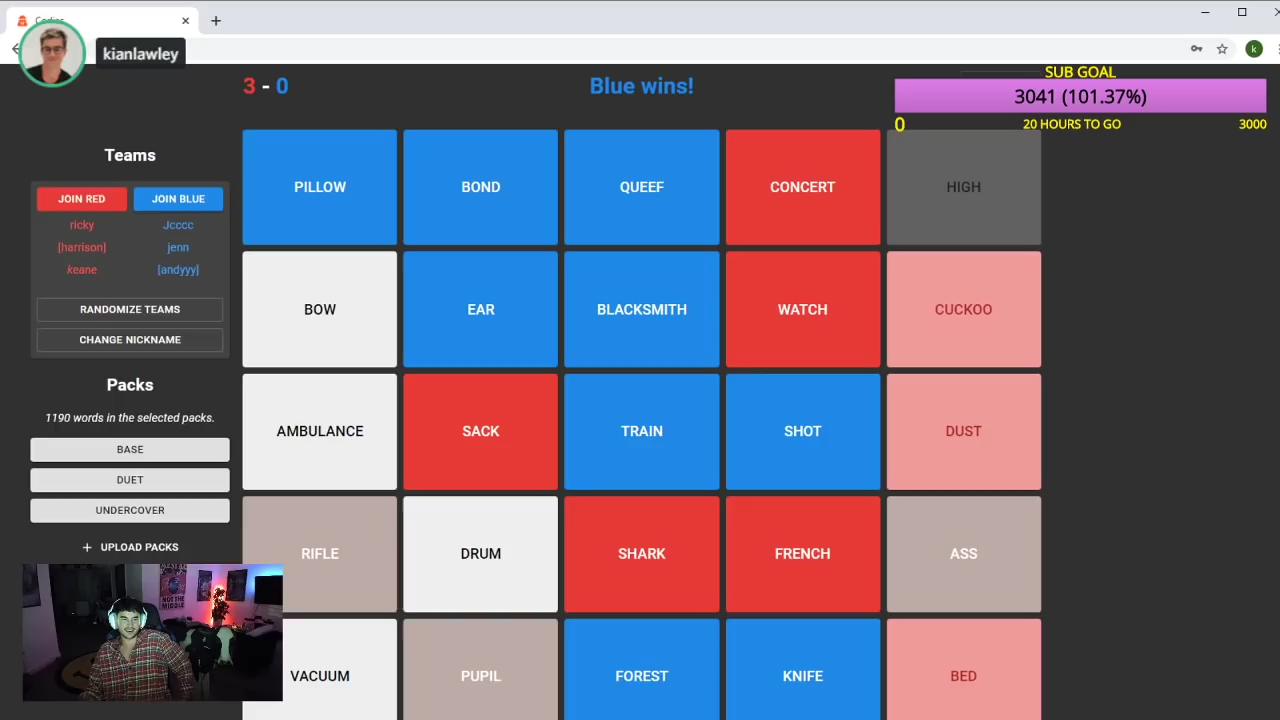 Codies
kianlawley
3 - 0
Blue wins!
SUB GOAL
3041 (101.37%)
0
20 HOURS TO GO
3000
k
Teams
JOIN RED
JOIN BLUE
ricky
Jcccc
[harrison]
jenn
keane
[andyyy]
RANDOMIZE TEAMS
CHANGE NICKNAME
Packs
1190 words in the selected packs.
BASE
DUET
UNDERCOVER
+ UPLOAD PACKS
PILLOW
BOND
QUEEF
CONCERT
HIGH
BOW
EAR
BLACKSMITH
WATCH
CUCKOO
AMBULANCE
SACK
TRAIN
SHOT
DUST
RIFLE
DRUM
SHARK
FRENCH
ASS
VACUUM
PUPIL
FOREST
KNIFE
BED